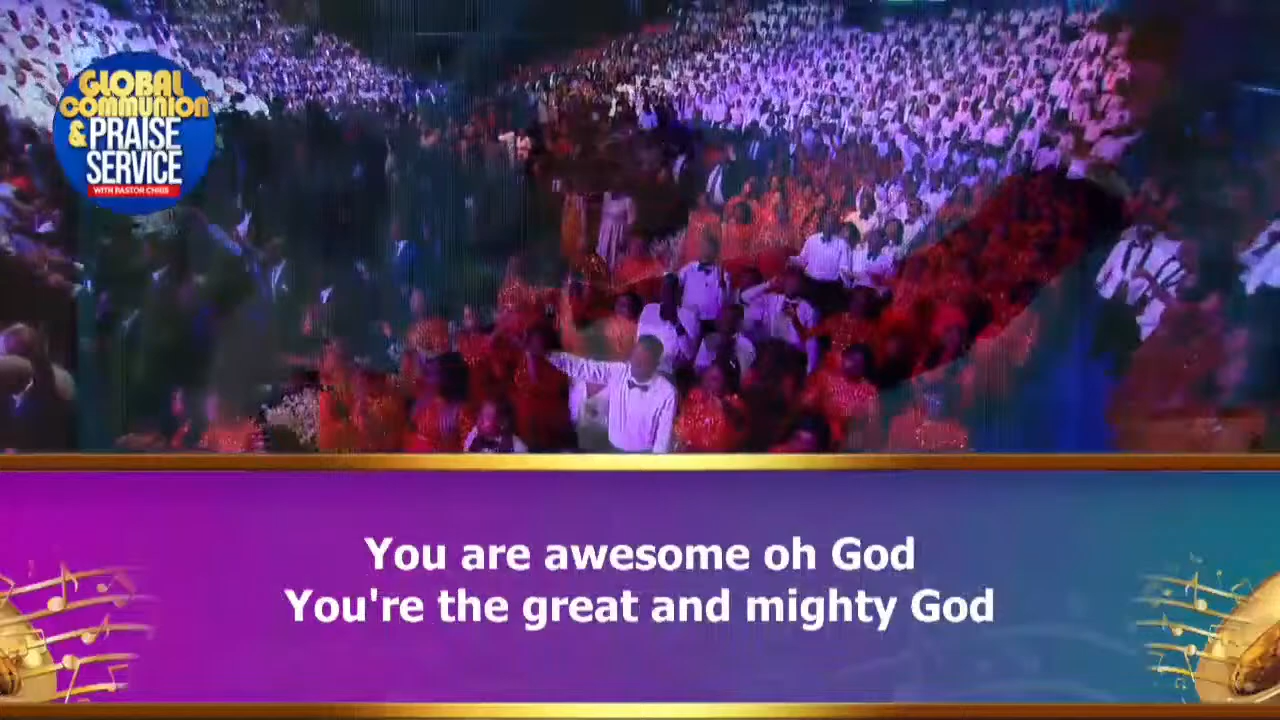 GLOBAL
COMMUNION
& PRAISE
SERVICE
WITH PASTOR CHRIS
You are awesome oh God
You're the great and mighty God